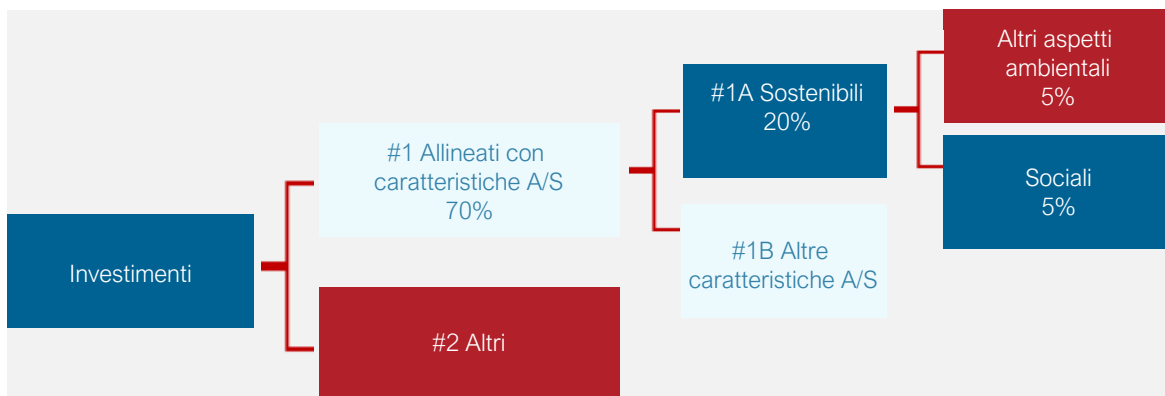 Investimenti
#1 Allineati con
caratteristiche A/S
70%
#2 Altri
#1A Sostenibili
20%
#1B Altre
caratteristiche A/S
Altri aspetti
ambientali
5%
Sociali
5%